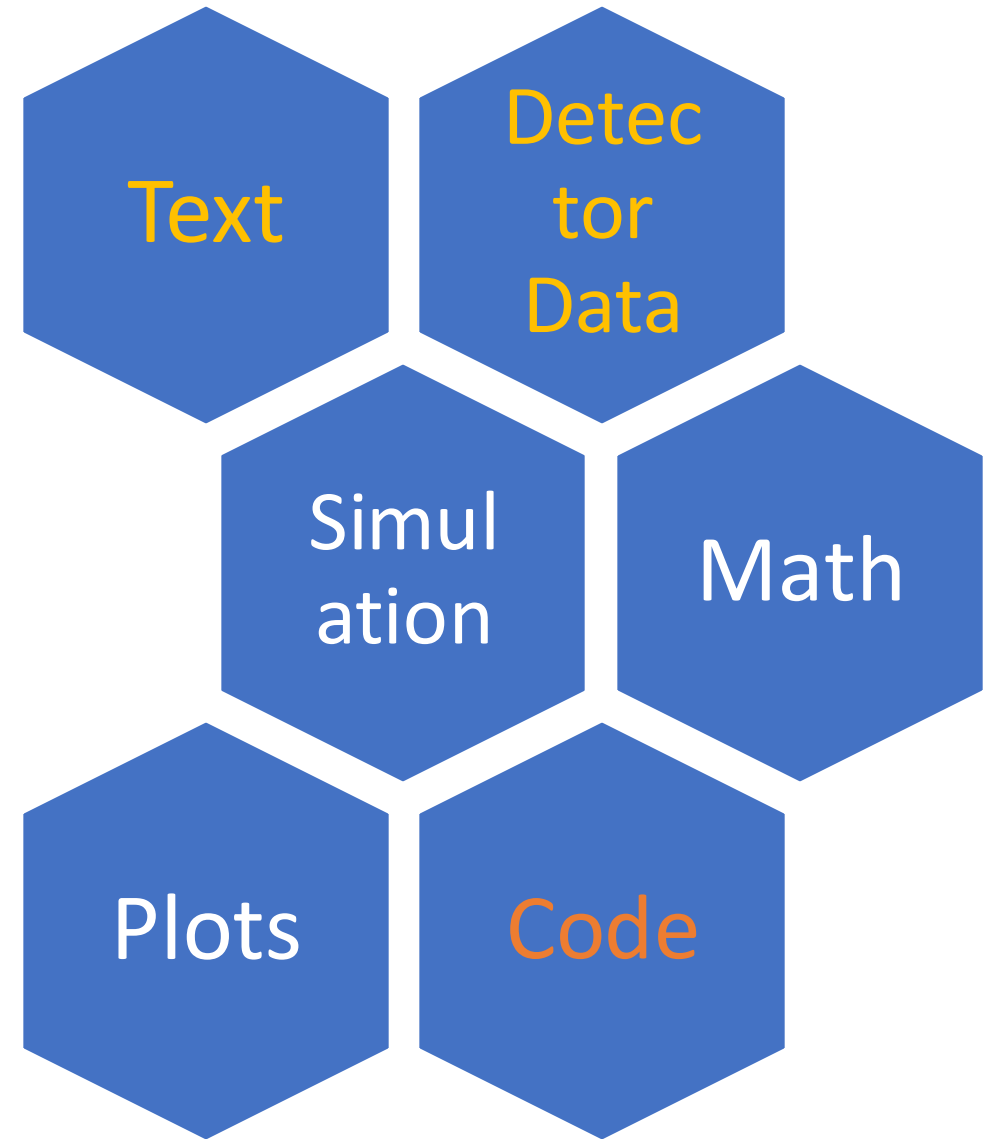 Text
Detec
tor
Data
Simul
ation
Math
Plots
Code